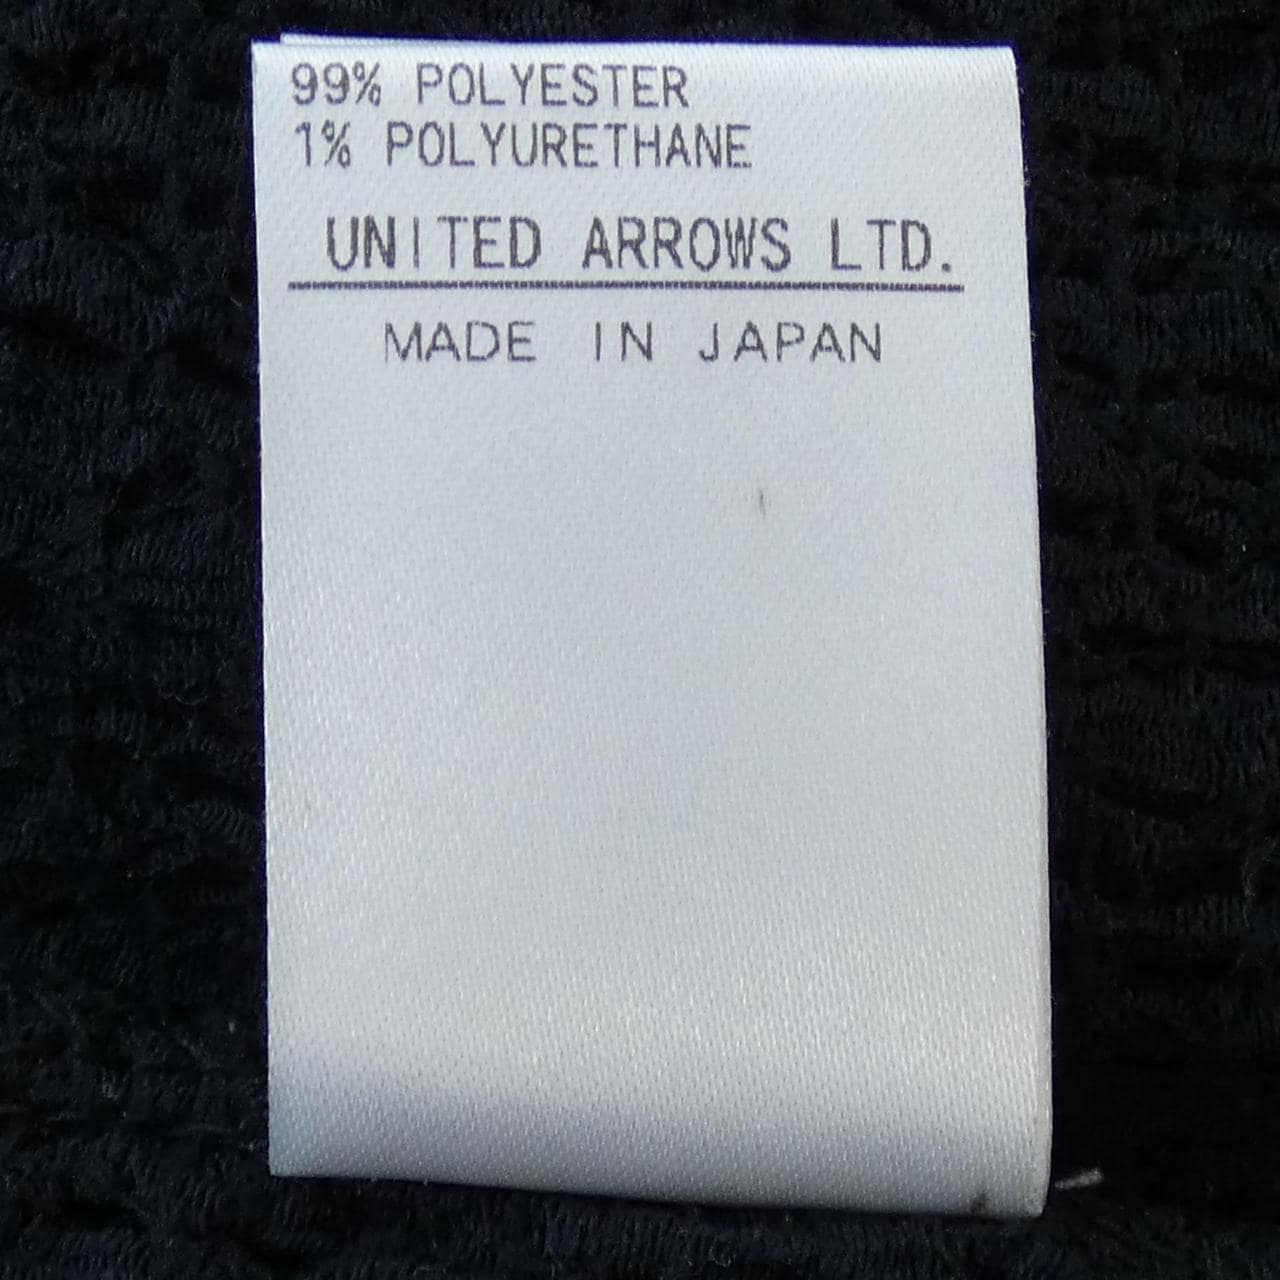 99% POLYESTER
1% POLYURETHANE
UNITED ARROWS LTD.
MADE IN JAPAN